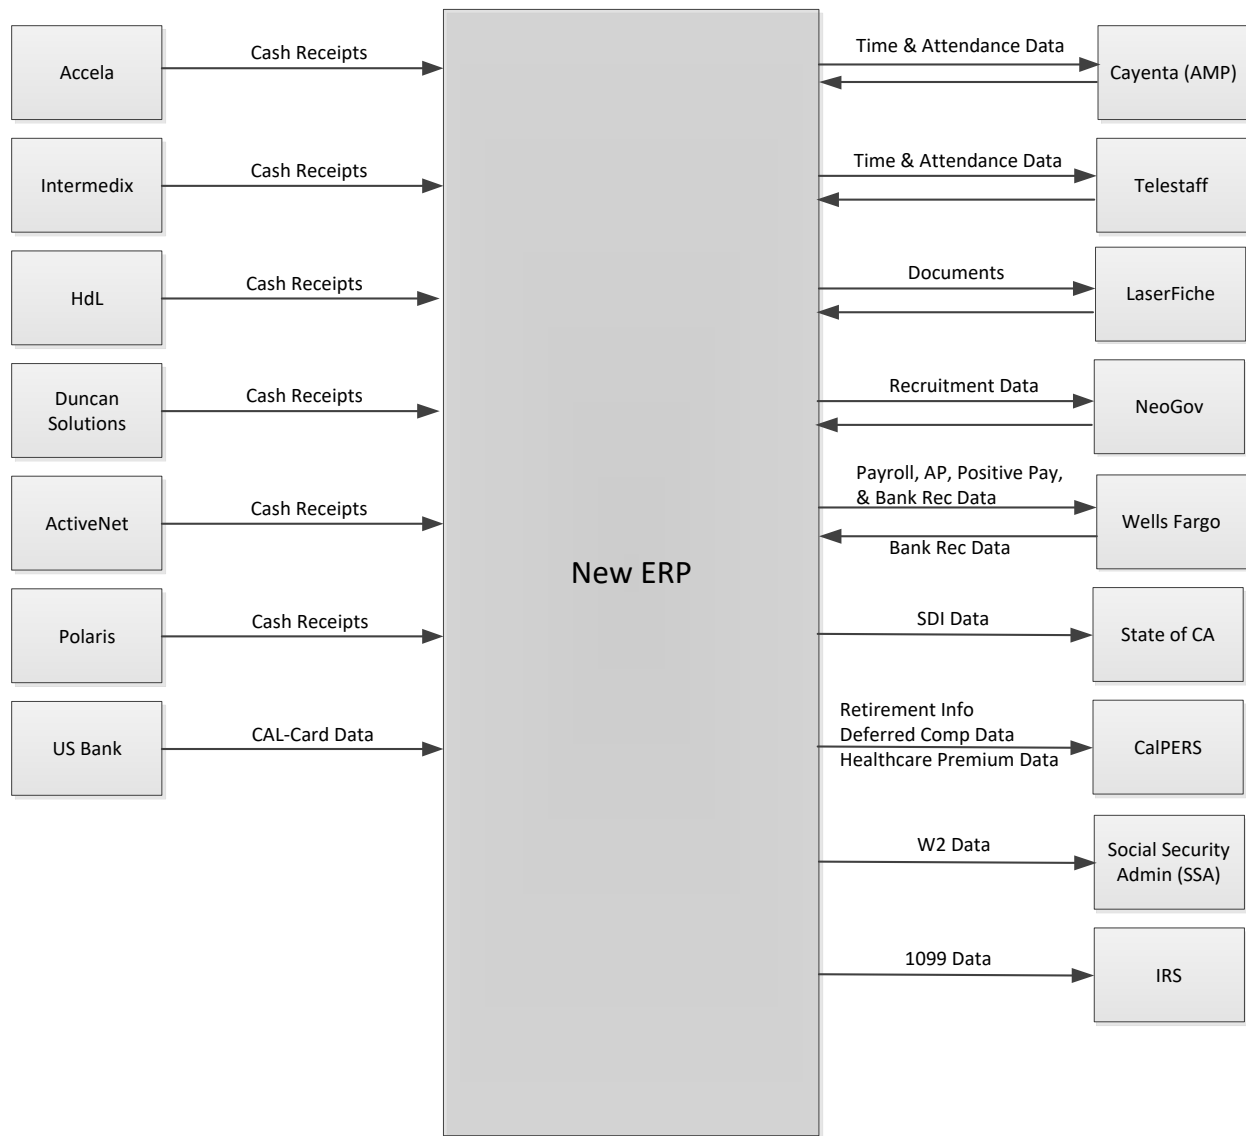 Accela
Cash Receipts
Intermedix
Cash Receipts
HdL
Cash Receipts
Duncan
Solutions
Cash Receipts
ActiveNet
Cash Receipts
Polaris
Cash Receipts
US Bank
CAL-Card Data
New ERP
Time & Attendance Data
Cayenta (AMP)
Time & Attendance Data
Telestaff
Documents
LaserFiche
Recruitment Data
NeoGov
Payroll, AP, Positive Pay,
& Bank Rec Data
Bank Rec Data
Wells Fargo
SDI Data
State of CA
Retirement Info
Deferred Comp Data
Healthcare Premium Data
CalPERS
W2 Data
Social Security
Admin (SSA)
1099 Data
IRS